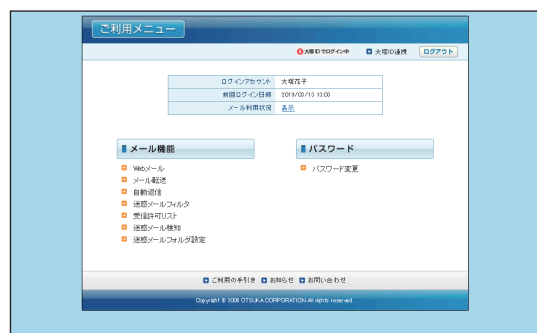 ご利用メニュー
大塚IDでログイン中 大塚ID連携 ログアウト
ログインアカウント 大塚花子
前回ログイン日時 2019/03/13 13:03
メール利用状況 表示
メール機能
Webメール
メール転送
自動返信
迷惑メールフィルタ
受信許可リスト
迷惑メール検知
迷惑メールフォルダ設定
パスワード
パスワード変更
ご利用の手引き お知らせ お問い合わせ
Copyright © 2008 OTSUKA CORPORATION All rights reserved.